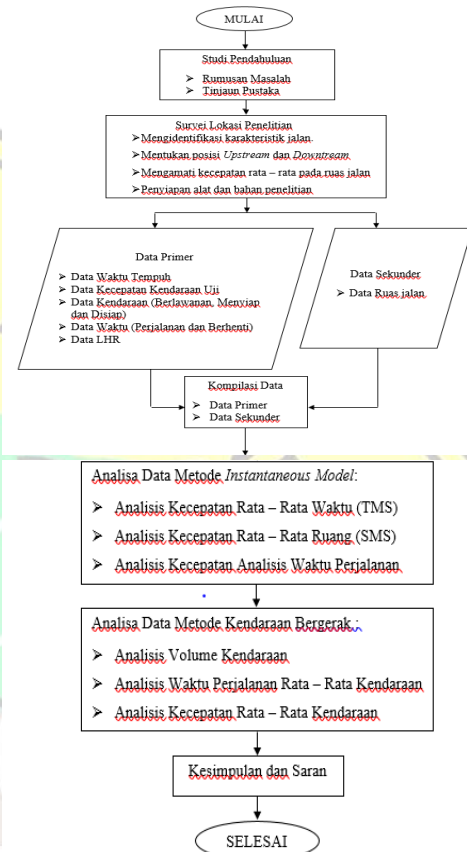 MULAI
Studi Pendahuluan
➢ Rumusan Masalah
➢ Tinjaun Pustaka
Survei Lokasi Penelitian
➢Mengidentifikasi karakteristik jalan
➢Mentukan posisi Upstream dan Downtream
➢Mengamati kecepatan rata – rata pada ruas jalan
➢Penyiapan alat dan bahan penelitian
Data Primer
➢ Data Waktu Tempuh
➢ Data Kecepatan Kendaraan Uji
➢ Data Kendaraan (Berlawanan, Menyiap
dan Disiap)
➢ Data Waktu (Perjalanan dan Berhenti)
➢ Data LHR
Data Sekunder
➢ Data Ruas jalan
Kompilasi Data
➢ Data Primer
➢ Data Sekunder
Analisa Data Metode Instantaneous Model:
➢ Analisis Kecepatan Rata – Rata Waktu (TMS)
➢ Analisis Kecepatan Rata – Rata Ruang (SMS)
➢ Analisis Kecepatan Analisis Waktu Perjalanan
Analisa Data Metode Kendaraan Bergerak :
➢ Analisis Volume Kendaraan
➢ Analisis Waktu Perjalanan Rata – Rata Kendaraan
➢ Analisis Kecepatan Rata – Rata Kendaraan
Kesimpulan dan Saran
SELESAI